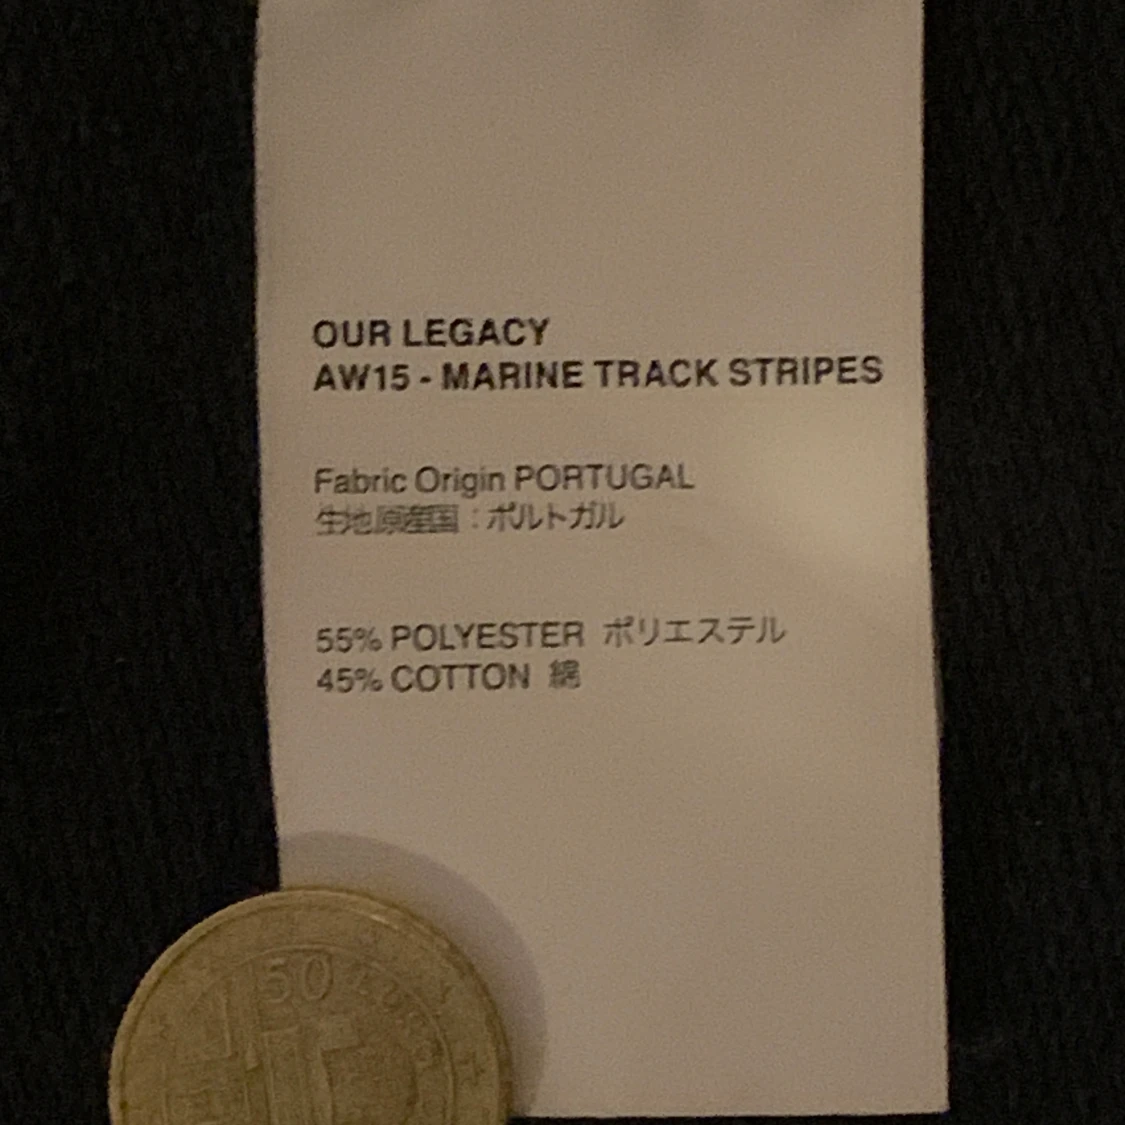 OUR LEGACY
AW15 - MARINE TRACK STRIPES
Fabric Origin PORTUGAL
生地原産国：ポルトガル
55% POLYESTER ポリエステル
45% COTTON 綿
50 EURO